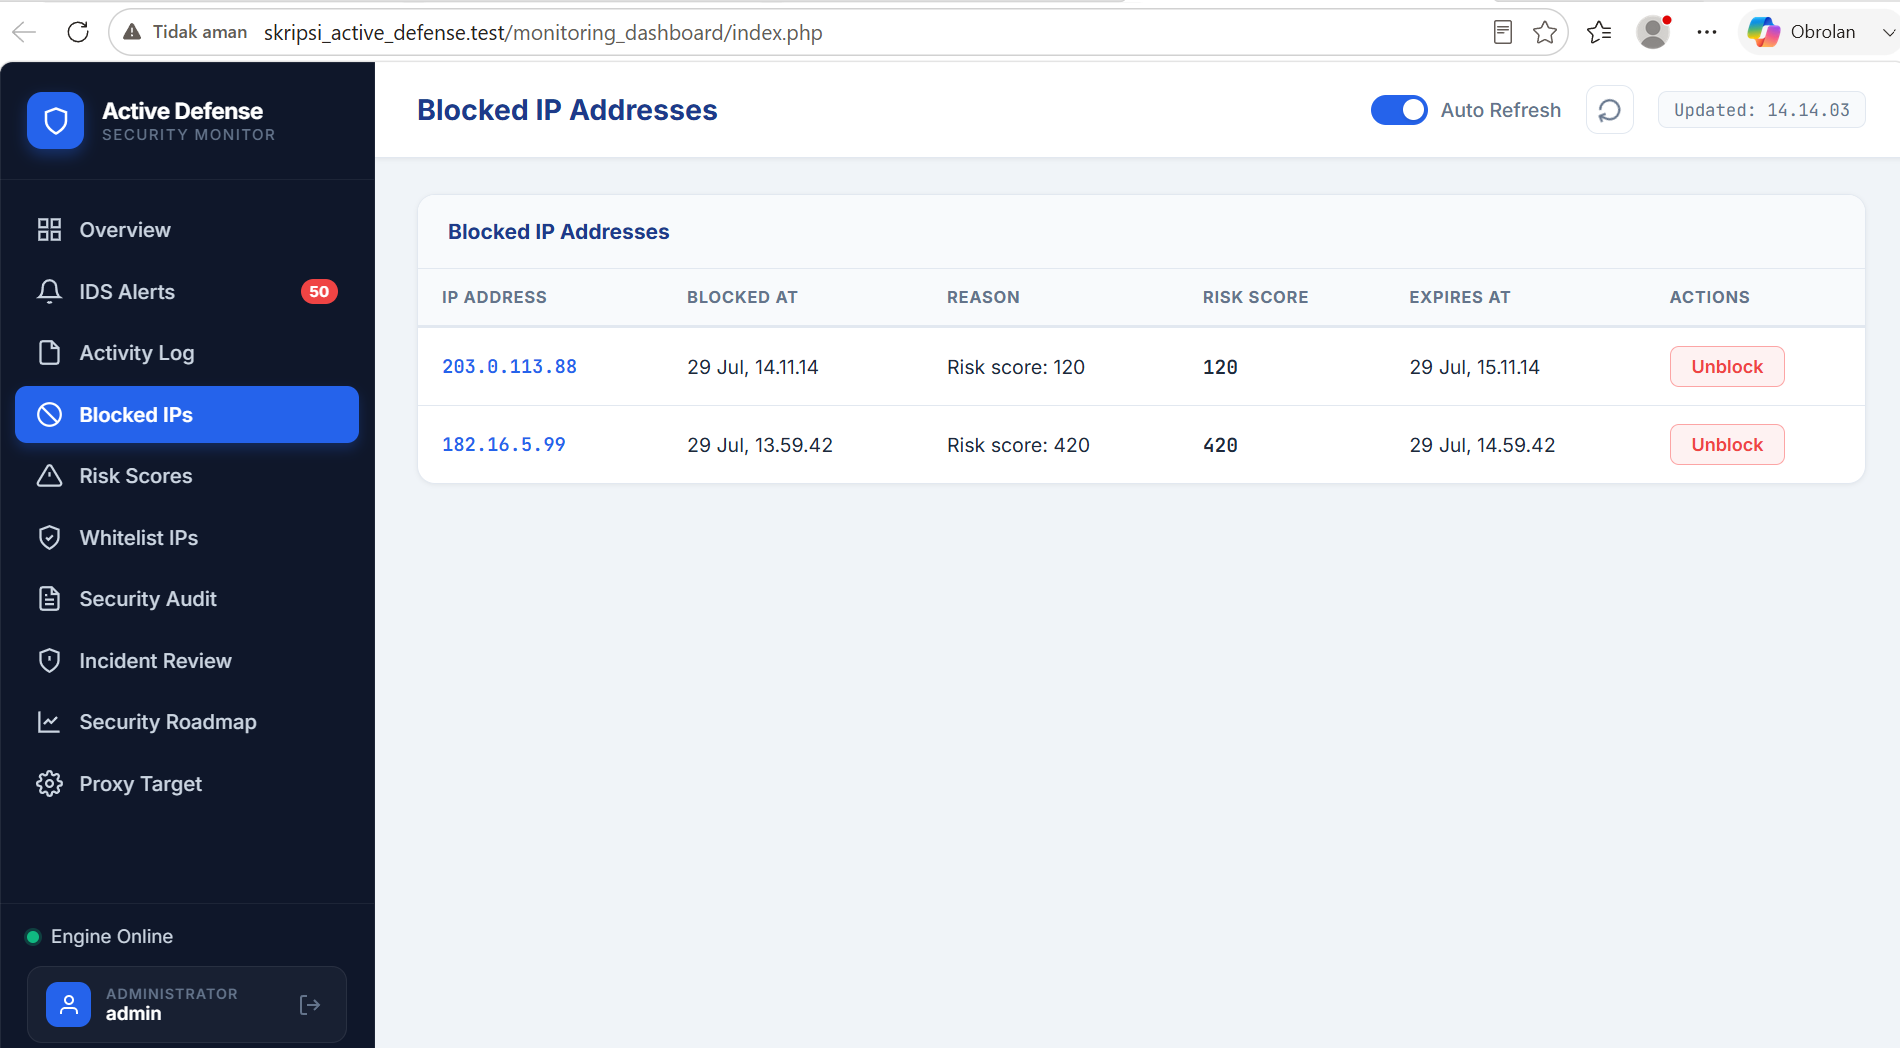 Tidak aman skripsi_active_defense.test/monitoring_dashboard/index.php
Obrolan
Active Defense
SECURITY MONITOR
Overview
IDS Alerts 50
Activity Log
Blocked IPs
Risk Scores
Whitelist IPs
Security Audit
Incident Review
Security Roadmap
Proxy Target
Engine Online
ADMINISTRATOR
admin
Blocked IP Addresses
Auto Refresh
Updated: 14.14.03
Blocked IP Addresses
IP ADDRESS BLOCKED AT REASON RISK SCORE EXPIRES AT ACTIONS
203.0.113.88 29 Jul, 14.11.14 Risk score: 120 120 29 Jul, 15.11.14 Unblock
182.16.5.99 29 Jul, 13.59.42 Risk score: 420 420 29 Jul, 14.59.42 Unblock